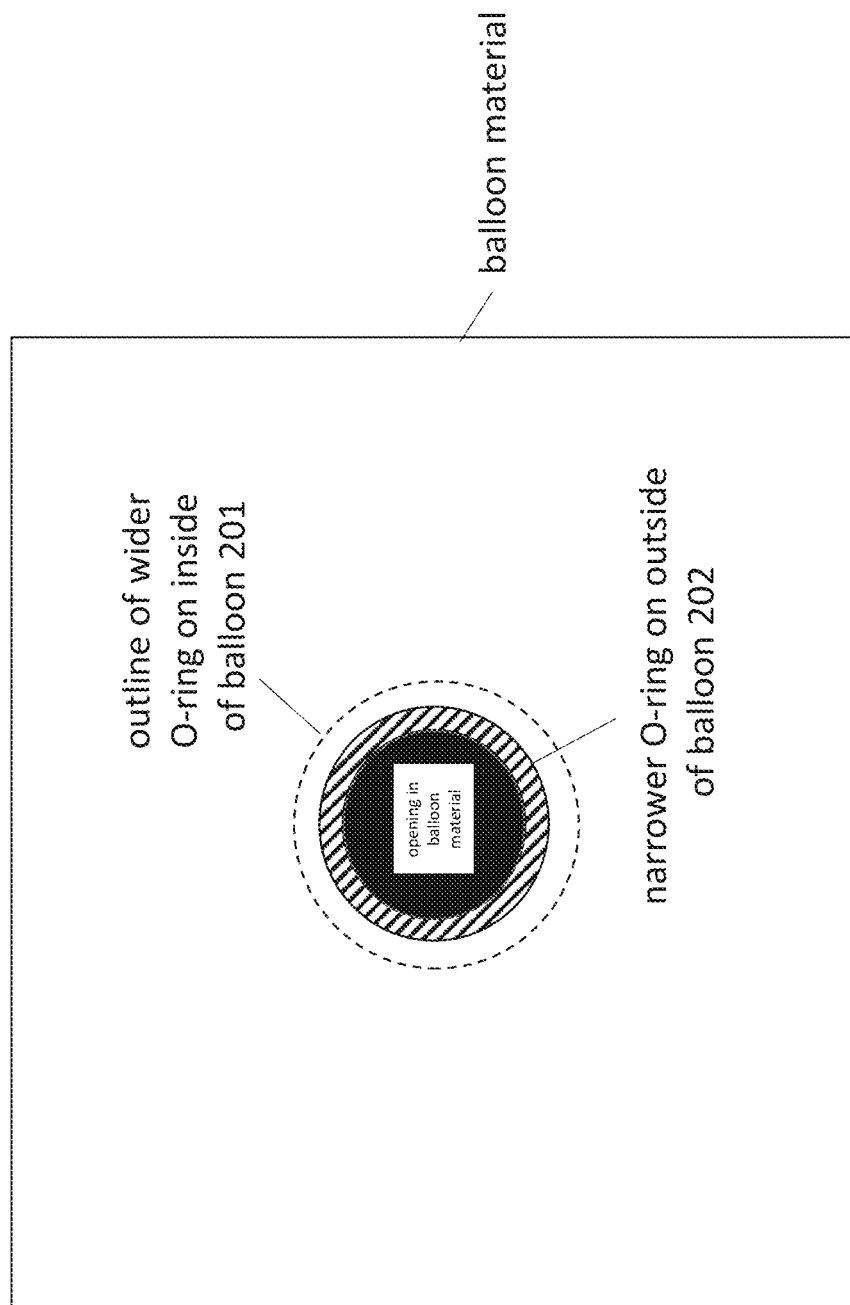 balloon material
outline of wider
O-ring on inside
of balloon 201
opening in
balloon
material
narrower O-ring on outside
of balloon 202